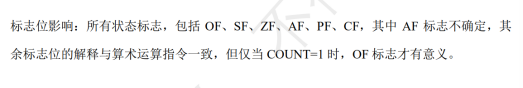 标志位影响：所有状态标志，包括 OF、SF、ZF、AF、PF、CF，其中 AF 标志不确定，其
余标志位的解释与算术运算指令一致，但仅当 COUNT=1 时，OF 标志才有意义。